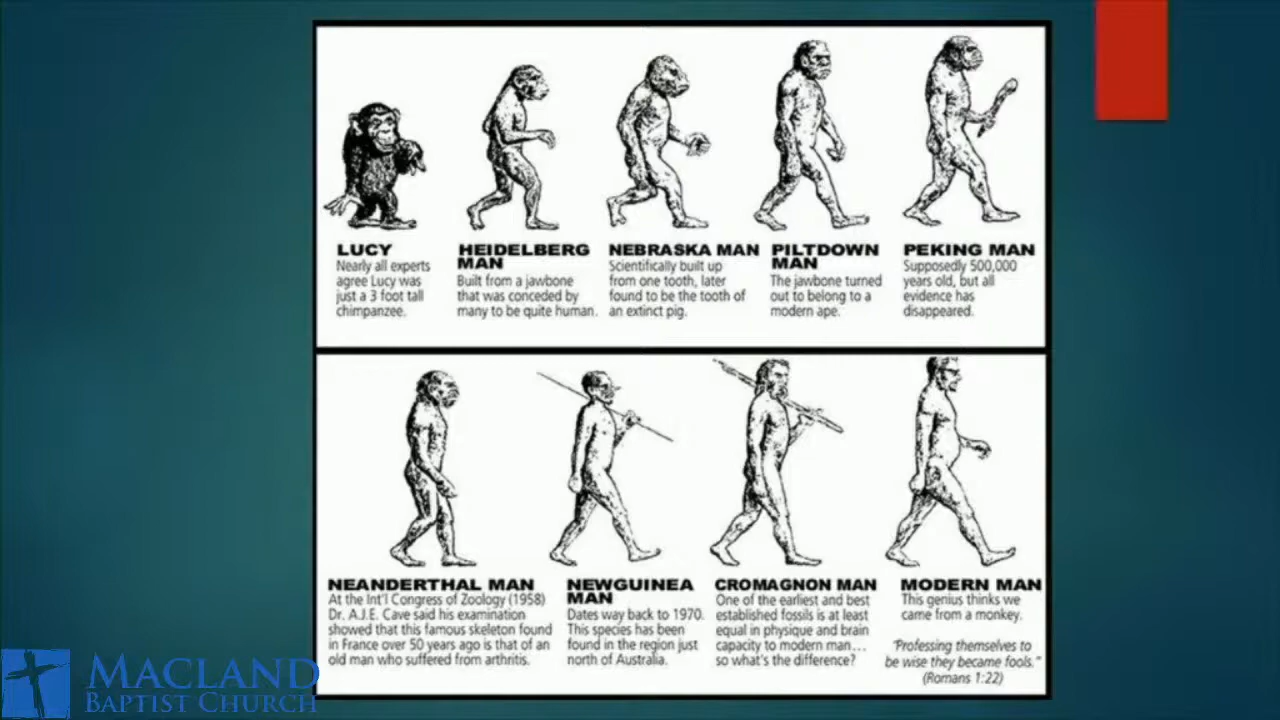 LUCY
Nearly all experts
agree Lucy was
just a 3 foot tall
chimpanzee.
HEIDELBERG
MAN
Built from a jawbone
that was conceded by
many to be quite human.
NEBRASKA MAN
Scientifically built up
from one tooth, later
found to be the tooth of
an extinct pig.
PILTDOWN
MAN
The jawbone turned
out to belong to a
modern ape.
PEKING MAN
Supposedly 500,000
years old, but all
evidence has
disappeared.
NEANDERTHAL MAN
At the Int'l Congress of Zoology (1958)
Dr. A.J.E. Cave said his examination
showed that this famous skeleton found
in France over 50 years ago is that of an
old man who suffered from arthritis.
NEWGUINEA
MAN
Dates way back to 1970.
This species has been
found in the region just
north of Australia.
CROMAGNON MAN
One of the earliest and best
established fossils is at least
equal in physique and brain
capacity to modern man...
so what's the difference?
MODERN MAN
This genius thinks we
came from a monkey.
"Professing themselves to
be wise they became fools."
(Romans 1:22)
MACLAND
BAPTIST CHURCH